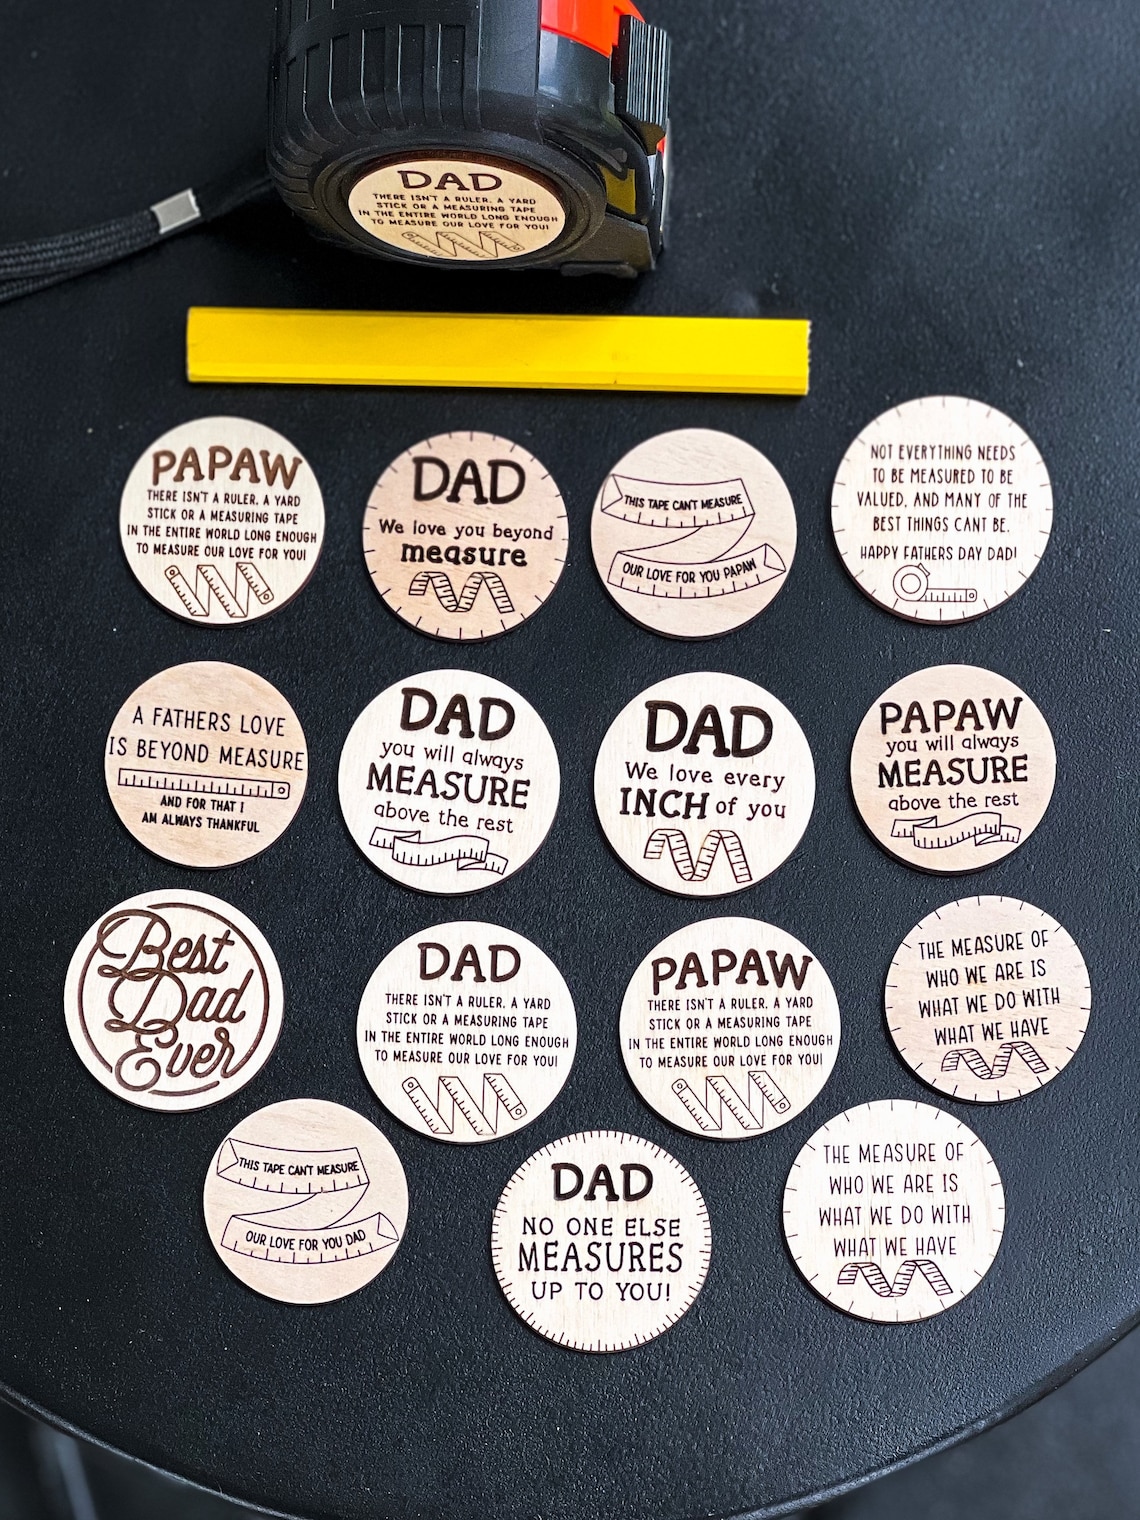 DAD
THERE ISN'T A RULER, A YARD
STICK OR A MEASURING TAPE
IN THE ENTIRE WORLD LONG ENOUGH
TO MEASURE OUR LOVE FOR YOU!
PAPAW
THERE ISN'T A RULER, A YARD
STICK OR A MEASURING TAPE
IN THE ENTIRE WORLD LONG ENOUGH
TO MEASURE OUR LOVE FOR YOU!
DAD
We love you beyond
measure
THIS TAPE CAN'T MEASURE
OUR LOVE FOR YOU PAPAW
NOT EVERYTHING NEEDS
TO BE MEASURED TO BE
VALUED, AND MANY OF THE
BEST THINGS CANT BE.
HAPPY FATHERS DAY DAD!
A FATHERS LOVE
IS BEYOND MEASURE
AND FOR THAT I
AM ALWAYS THANKFUL
DAD
you will always
MEASURE
above the rest
DAD
We love every
INCH of you
PAPAW
you will always
MEASURE
above the rest
Best
Dad
Ever
DAD
THERE ISN'T A RULER, A YARD
STICK OR A MEASURING TAPE
IN THE ENTIRE WORLD LONG ENOUGH
TO MEASURE OUR LOVE FOR YOU!
PAPAW
THERE ISN'T A RULER, A YARD
STICK OR A MEASURING TAPE
IN THE ENTIRE WORLD LONG ENOUGH
TO MEASURE OUR LOVE FOR YOU!
THE MEASURE OF
WHO WE ARE IS
WHAT WE DO WITH
WHAT WE HAVE
THIS TAPE CAN'T MEASURE
OUR LOVE FOR YOU DAD
DAD
NO ONE ELSE
MEASURES
UP TO YOU!
THE MEASURE OF
WHO WE ARE IS
WHAT WE DO WITH
WHAT WE HAVE